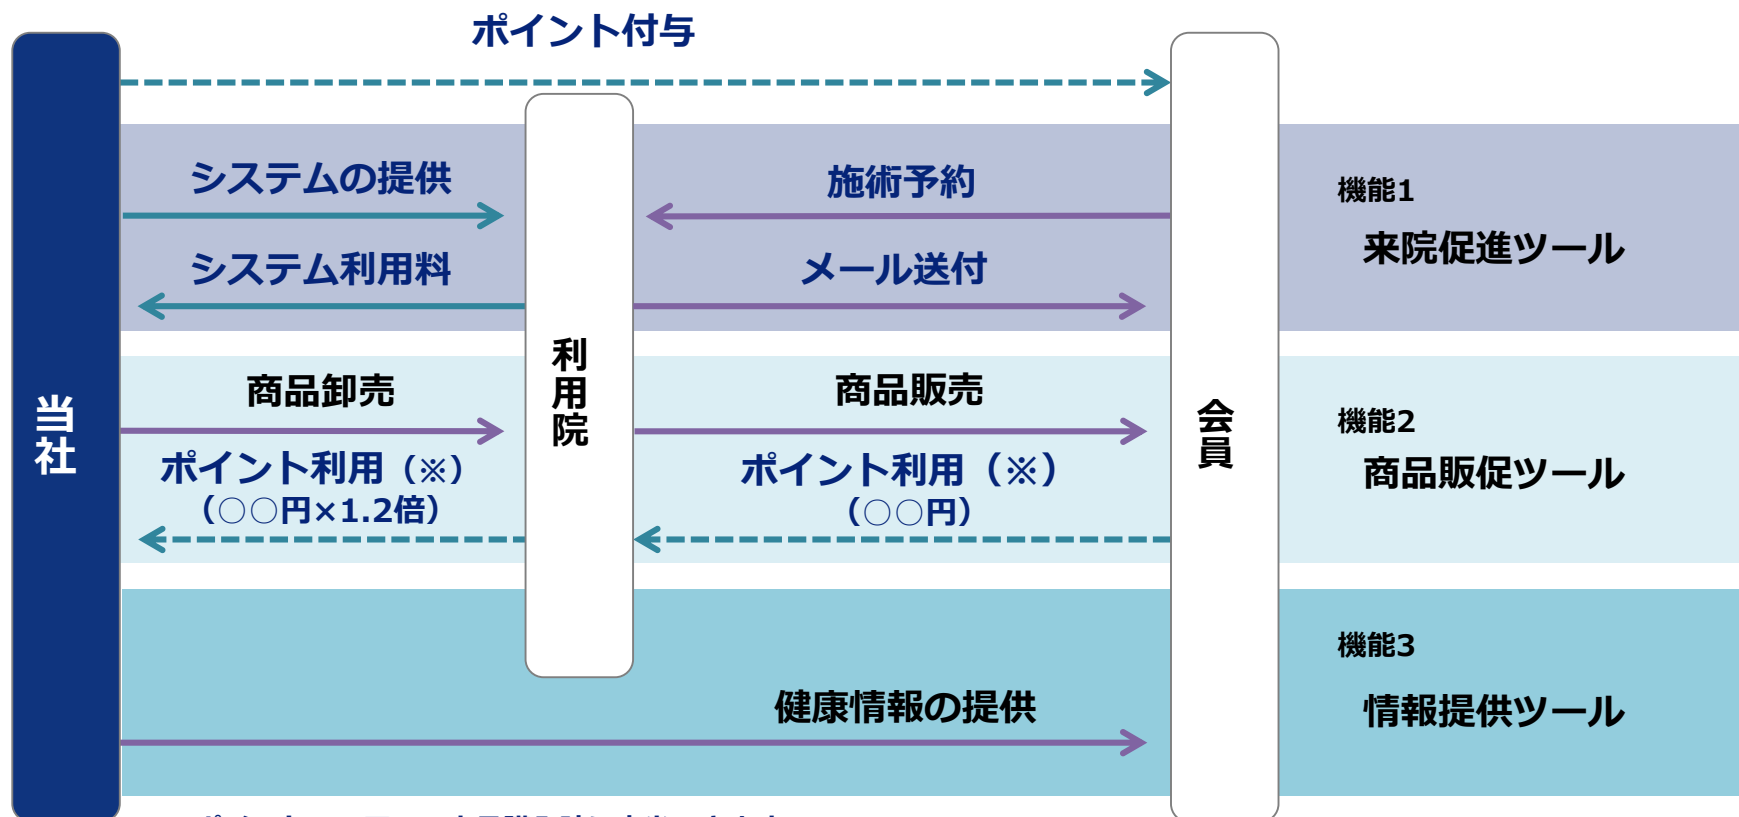 ポイント付与
システムの提供
施術予約
機能1
来院促進ツール
システム利用料
メール送付
当社
利用院
会員
商品卸売
商品販売
機能2
商品販促ツール
ポイント利用（※）
（○○円×1.2倍）
ポイント利用（※）
（○○円）
機能3
情報提供ツール
健康情報の提供